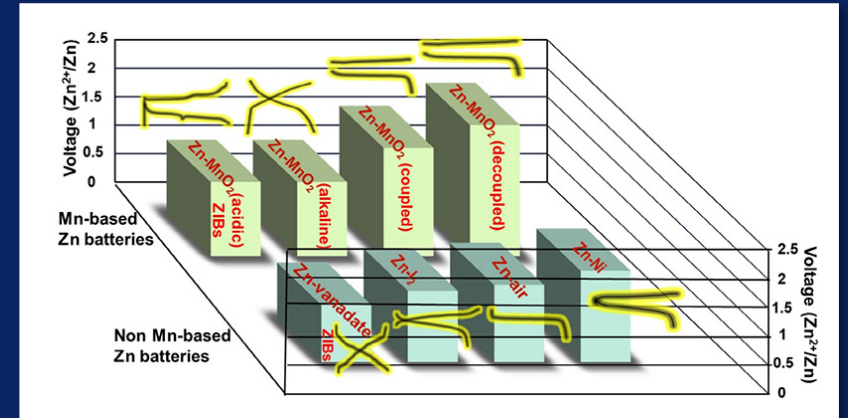 Voltage (Zn²⁺/Zn)
2.5
2
1.5
1
0.5
0
Zn-MnO₂(acidic)
ZIBs
Zn-MnO₂
(alkaline)
Zn-MnO₂ (coupled)
Zn-MnO₂ (decoupled)
Mn-based
Zn batteries
Zn-vanadate
ZIBs
Zn-I₂
Zn-air
Zn-Ni
Non Mn-based
Zn batteries
2.5
2
1.5
1
0.5
0
Voltage (Zn²⁺/Zn)